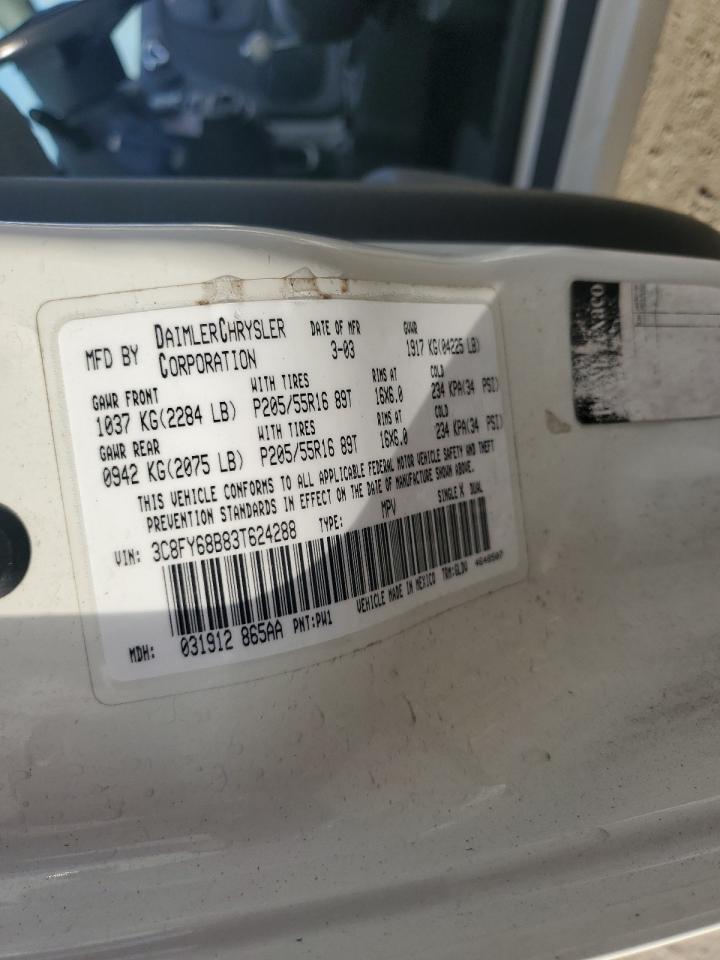 MFD BY DAIMLERCHRYSLER CORPORATION
DATE OF MFR 3-03
GVWR 1917 KG(04225 LB)
GAWR FRONT WITH TIRES RIMS AT COLD
1037 KG(2284 LB) P205/55R16 89T 16X6.0 234 KPA(34 PSI)
GAWR REAR WITH TIRES RIMS AT COLD
0942 KG(2075 LB) P205/55R16 89T 16X6.0 234 KPA(34 PSI)
THIS VEHICLE CONFORMS TO ALL APPLICABLE FEDERAL MOTOR VEHICLE SAFETY AND THEFT
PREVENTION STANDARDS IN EFFECT ON THE DATE OF MANUFACTURE SHOWN ABOVE.
VIN: 3C8FY68B83T624288 TYPE: MPV SINGLE X DUAL
MDH: 031912 865AA PNT:PW1 VEHICLE MADE IN MEXICO TRM:GLDV